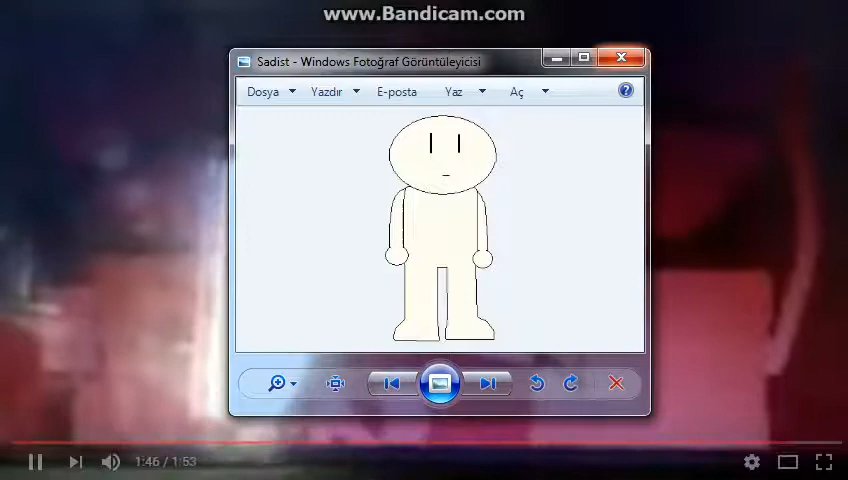 www.Bandicam.com
Sadist - Windows Fotoğraf Görüntüleyicisi
Dosya Yazdır E-posta Yaz Aç ?
1:46 / 1:53